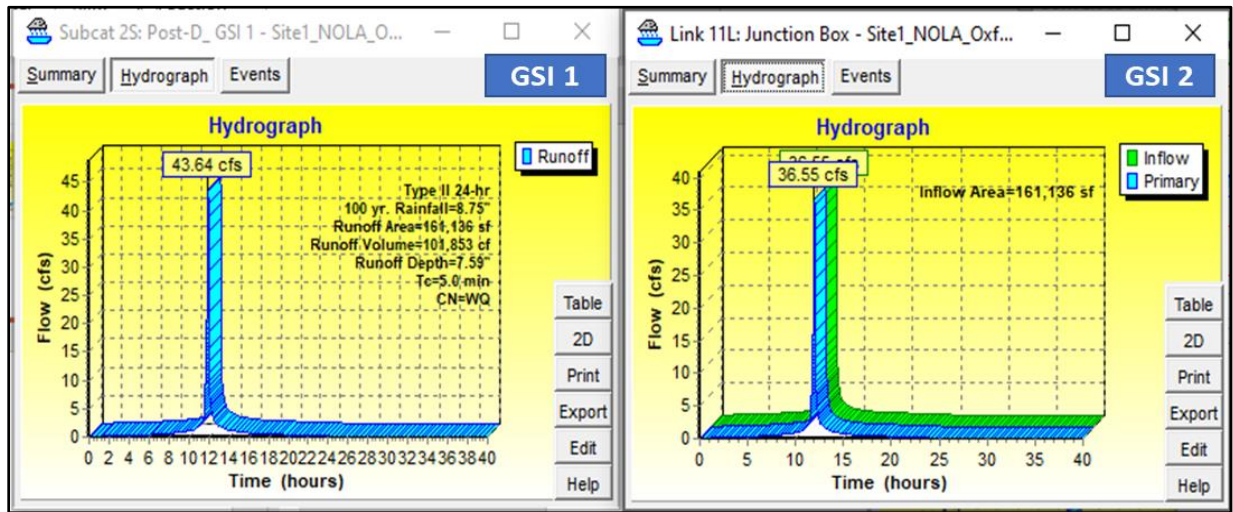 Subcat 2S: Post-D_ GSI 1 - Site1_NOLA_O...
Summary Hydrograph Events
GSI 1
Hydrograph
43.64 cfs
Runoff
Type II 24-hr
100 yr. Rainfall=8.75"
Runoff Area=161,136 sf
Runoff Volume=101,853 cf
Runoff Depth=7.59"
Tc=5.0 min
CN=WQ
Flow (cfs)
45
40
35
30
25
20
15
10
5
0
0 2 4 6 8 10 12 14 16 18 20 22 24 26 28 30 32 34 36 38 40
Time (hours)
Table
2D
Print
Export
Edit
Help
Link 11L: Junction Box - Site1_NOLA_Oxf...
Summary Hydrograph Events
GSI 2
Hydrograph
36.55 cfs
36.55 cfs
Inflow
Primary
Inflow Area=161,136 sf
Flow (cfs)
40
35
30
25
20
15
10
5
0
0 5 10 15 20 25 30 35 40
Time (hours)
Table
2D
Print
Export
Edit
Help